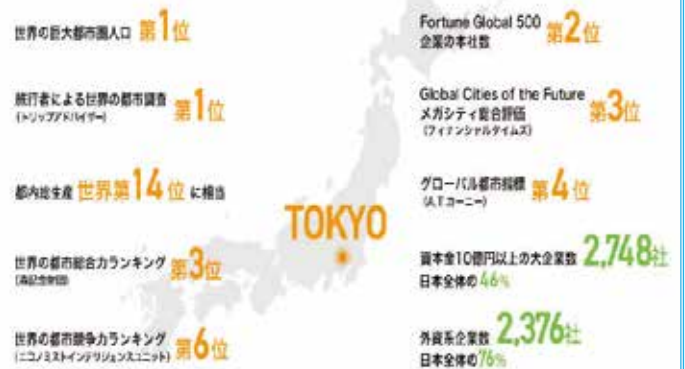 世界の巨大都市圏人口 第1位
旅行者による世界の都市調査 第1位
(トリップアドバイザー)
都内総生産 世界第14位 に相当
世界の都市総合力ランキング 第3位
(森記念財団)
世界の都市競争力ランキング 第6位
(エコノミストインテリジェンスユニット)
TOKYO
Fortune Global 500 第2位
企業の本社数
Global Cities of the Future
メガシティ総合評価 第3位
(フィナンシャルタイムズ)
グローバル都市指標 第4位
(A.T.カーニー)
資本金10億円以上の大企業数 2,748社
日本全体の46%
外資系企業数 2,376社
日本全体の76%